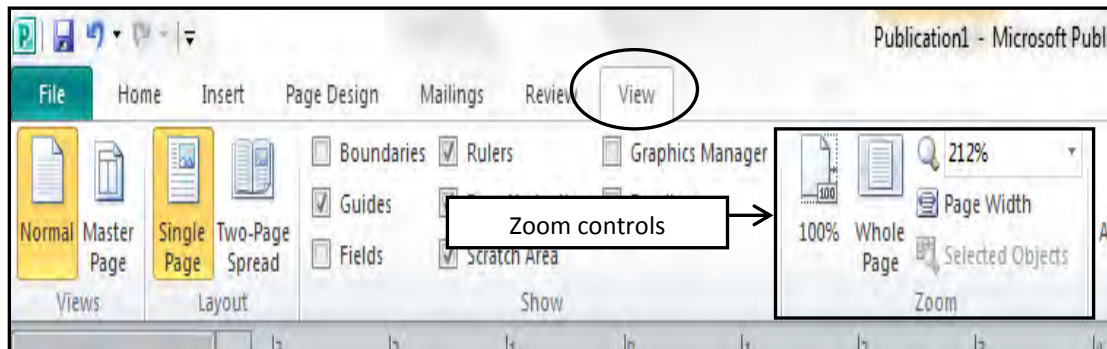 Publication1 - Microsoft Publ
File Home Insert Page Design Mailings Review View
Boundaries Rulers Graphics Manager 212%
Guides Page Width
Zoom controls
Normal Master Single Two-Page 100% Whole
Page Page Spread Fields Scratch Area Page Selected Objects
Views Layout Show Zoom
100